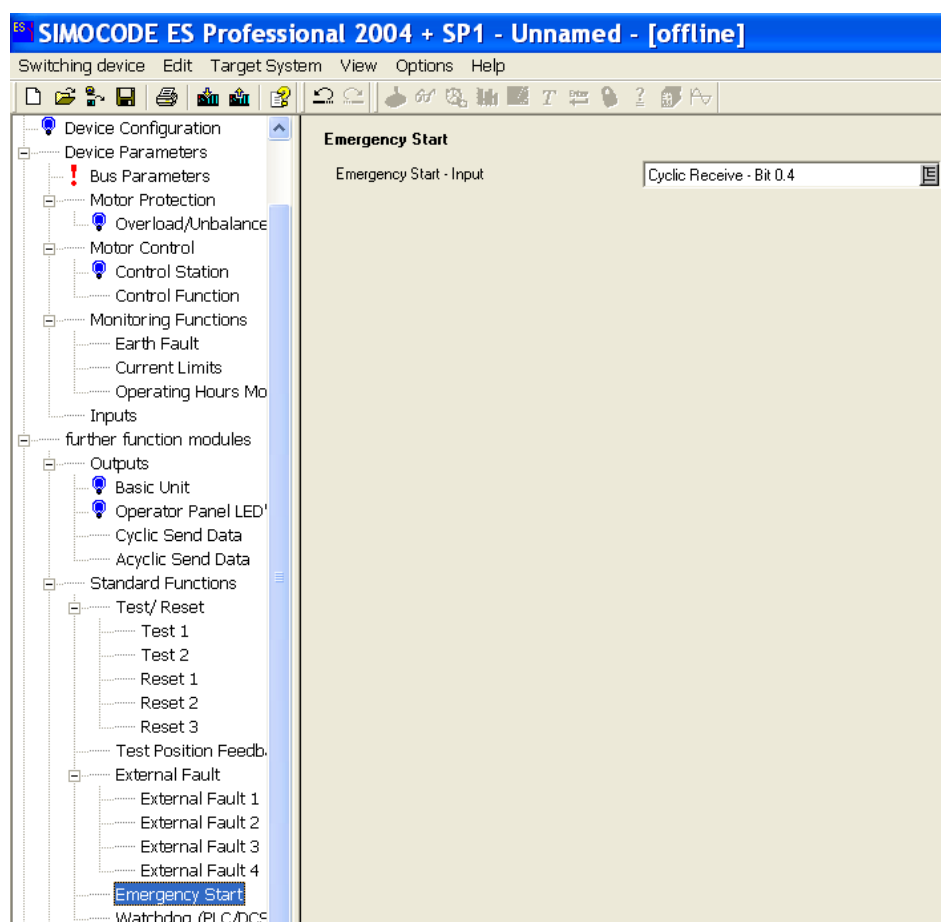 SIMOCODE ES Professional 2004 + SP1 - Unnamed - [offline]
Switching device Edit Target System View Options Help
Device Configuration
Device Parameters
Bus Parameters
Motor Protection
Overload/Unbalance
Motor Control
Control Station
Control Function
Monitoring Functions
Earth Fault
Current Limits
Operating Hours Mo
Inputs
further function modules
Outputs
Basic Unit
Operator Panel LED'
Cyclic Send Data
Acyclic Send Data
Standard Functions
Test/ Reset
Test 1
Test 2
Reset 1
Reset 2
Reset 3
Test Position Feedb
External Fault
External Fault 1
External Fault 2
External Fault 3
External Fault 4
Emergency Start
Watchdog (PLC/DCS
Emergency Start
Emergency Start - Input
Cyclic Receive - Bit 0.4